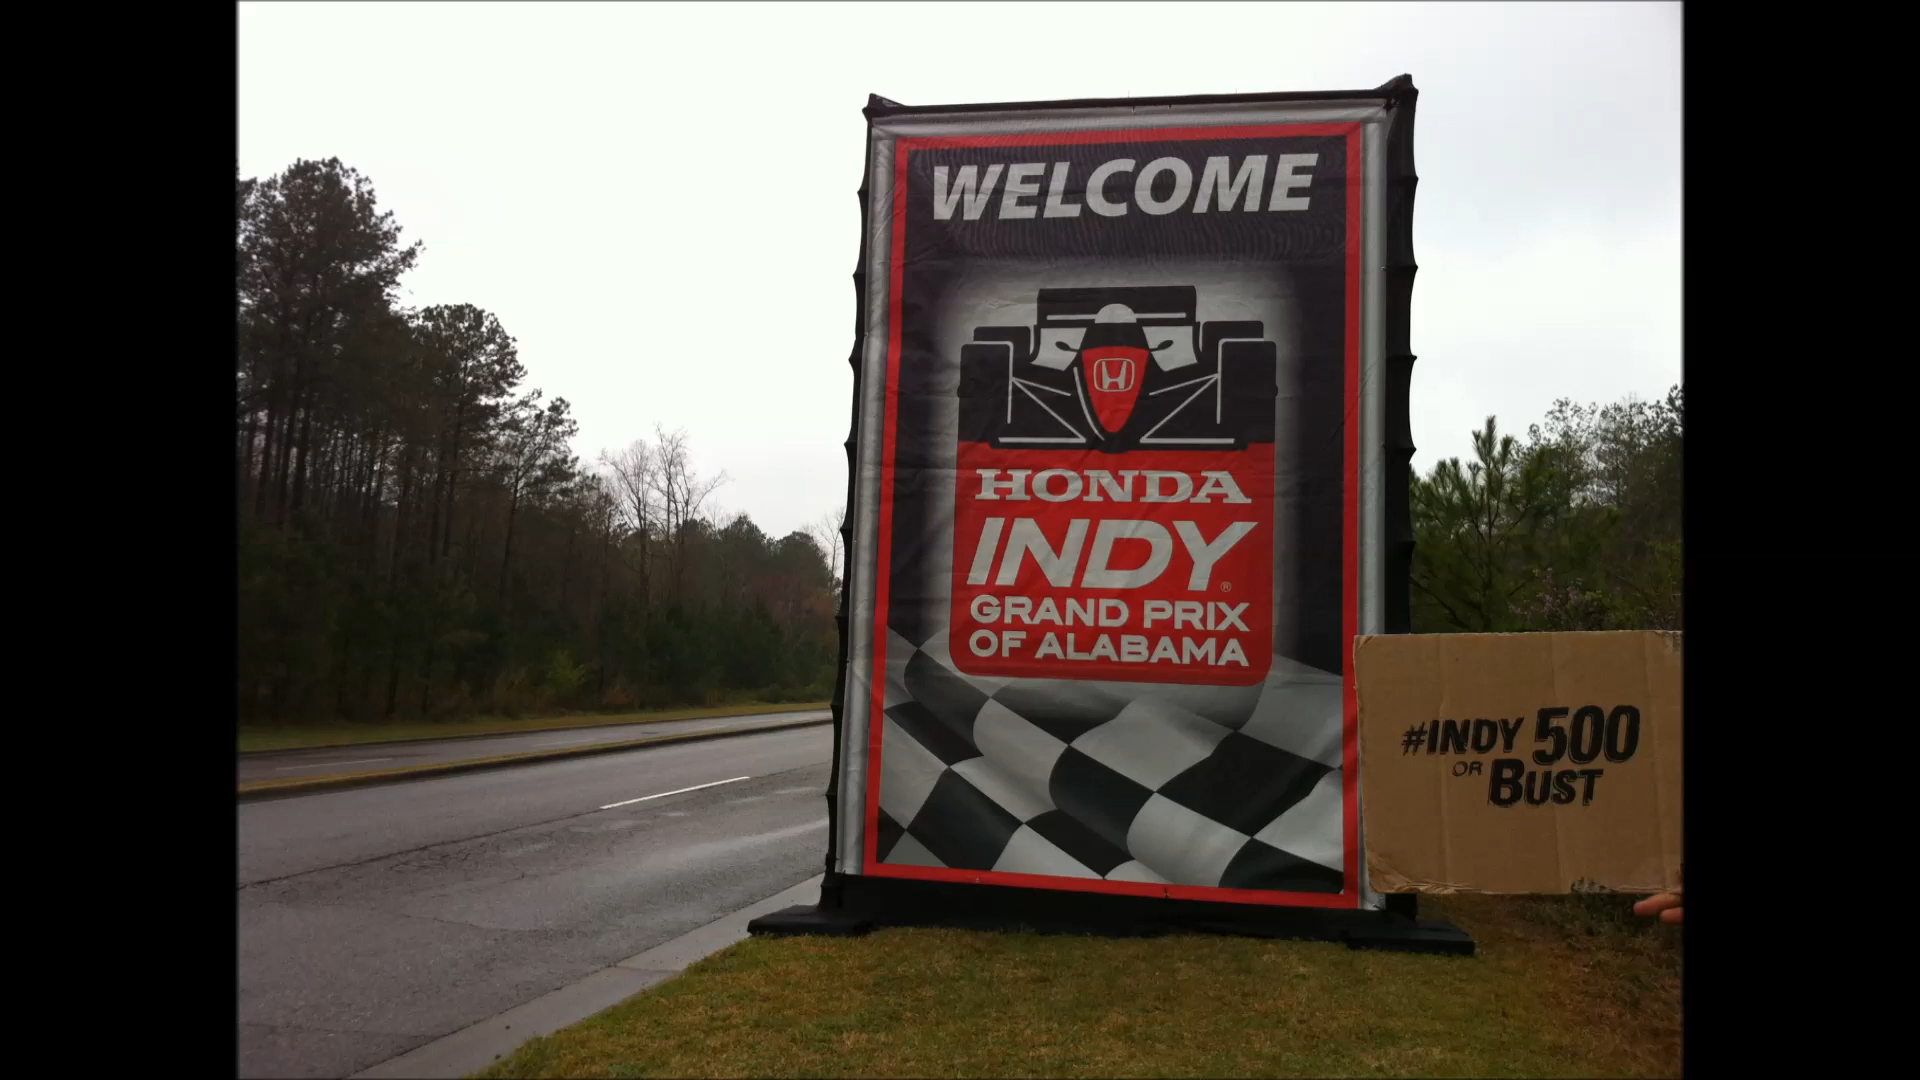 WELCOME
HONDA
INDY®
GRAND PRIX
OF ALABAMA
#INDY 500
OR BUST